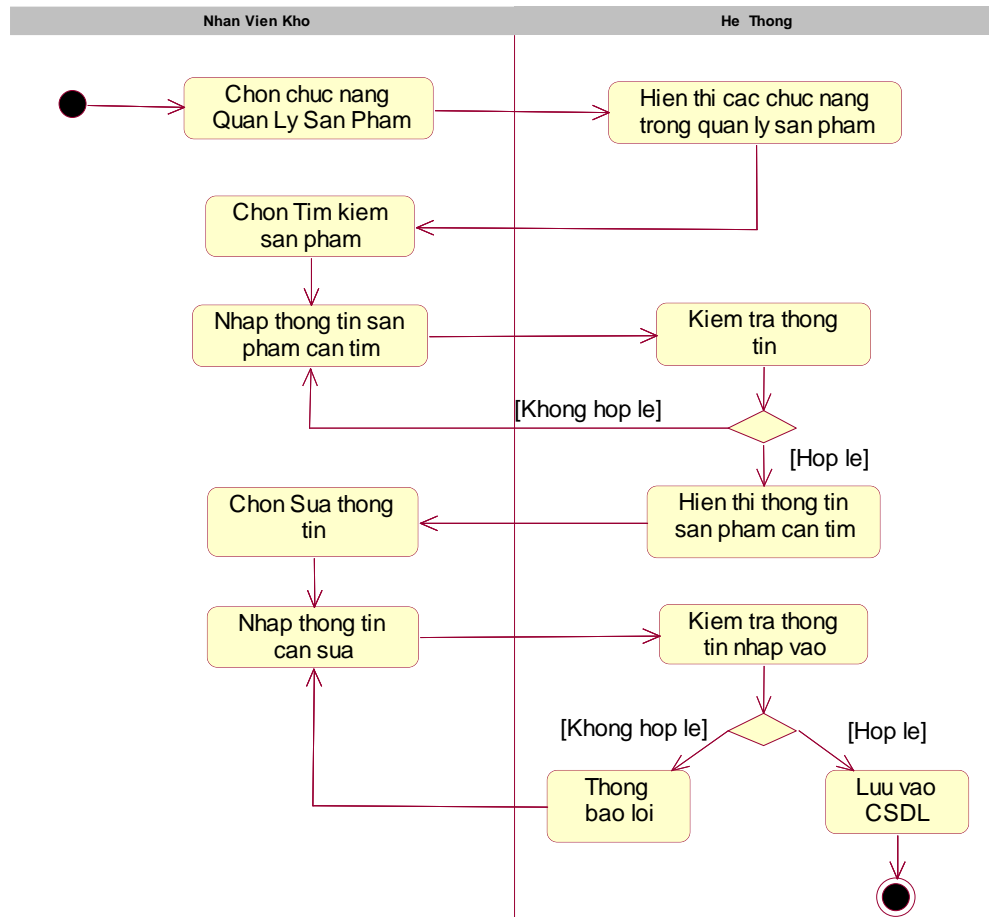 Nhan Vien Kho
He Thong
Chon chuc nang
Quan Ly San Pham
Hien thi cac chuc nang
trong quan ly san pham
Chon Tim kiem
san pham
Nhap thong tin san
pham can tim
Kiem tra thong
tin
[Khong hop le]
[Hop le]
Hien thi thong tin
san pham can tim
Chon Sua thong
tin
Nhap thong tin
can sua
Kiem tra thong
tin nhap vao
[Khong hop le]
[Hop le]
Thong
bao loi
Luu vao
CSDL